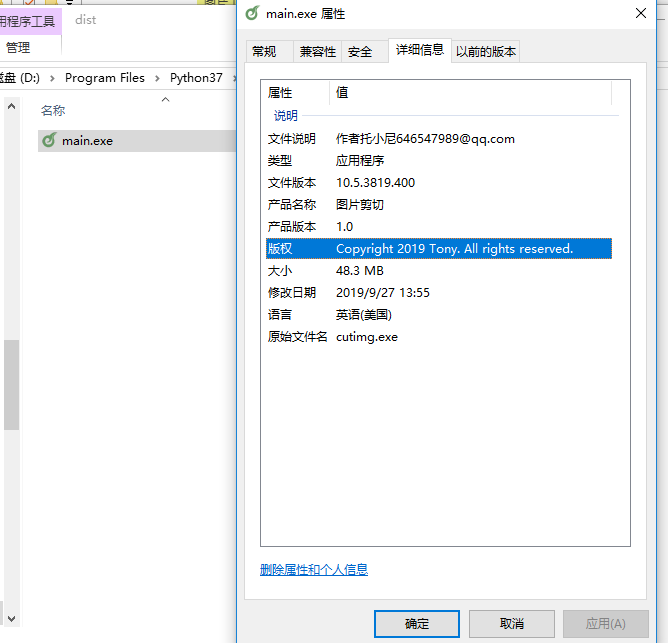 main.exe 属性
用程序工具
dist
管理
常规 兼容性 安全 详细信息 以前的版本
盘 (D:) › Program Files › Python37 ›
名称
main.exe
属性 值
说明
文件说明 作者托小尼646547989@qq.com
类型 应用程序
文件版本 10.5.3819.400
产品名称 图片剪切
产品版本 1.0
版权 Copyright 2019 Tony. All rights reserved.
大小 48.3 MB
修改日期 2019/9/27 13:55
语言 英语(美国)
原始文件名 cutimg.exe
删除属性和个人信息
确定 取消 应用(A)